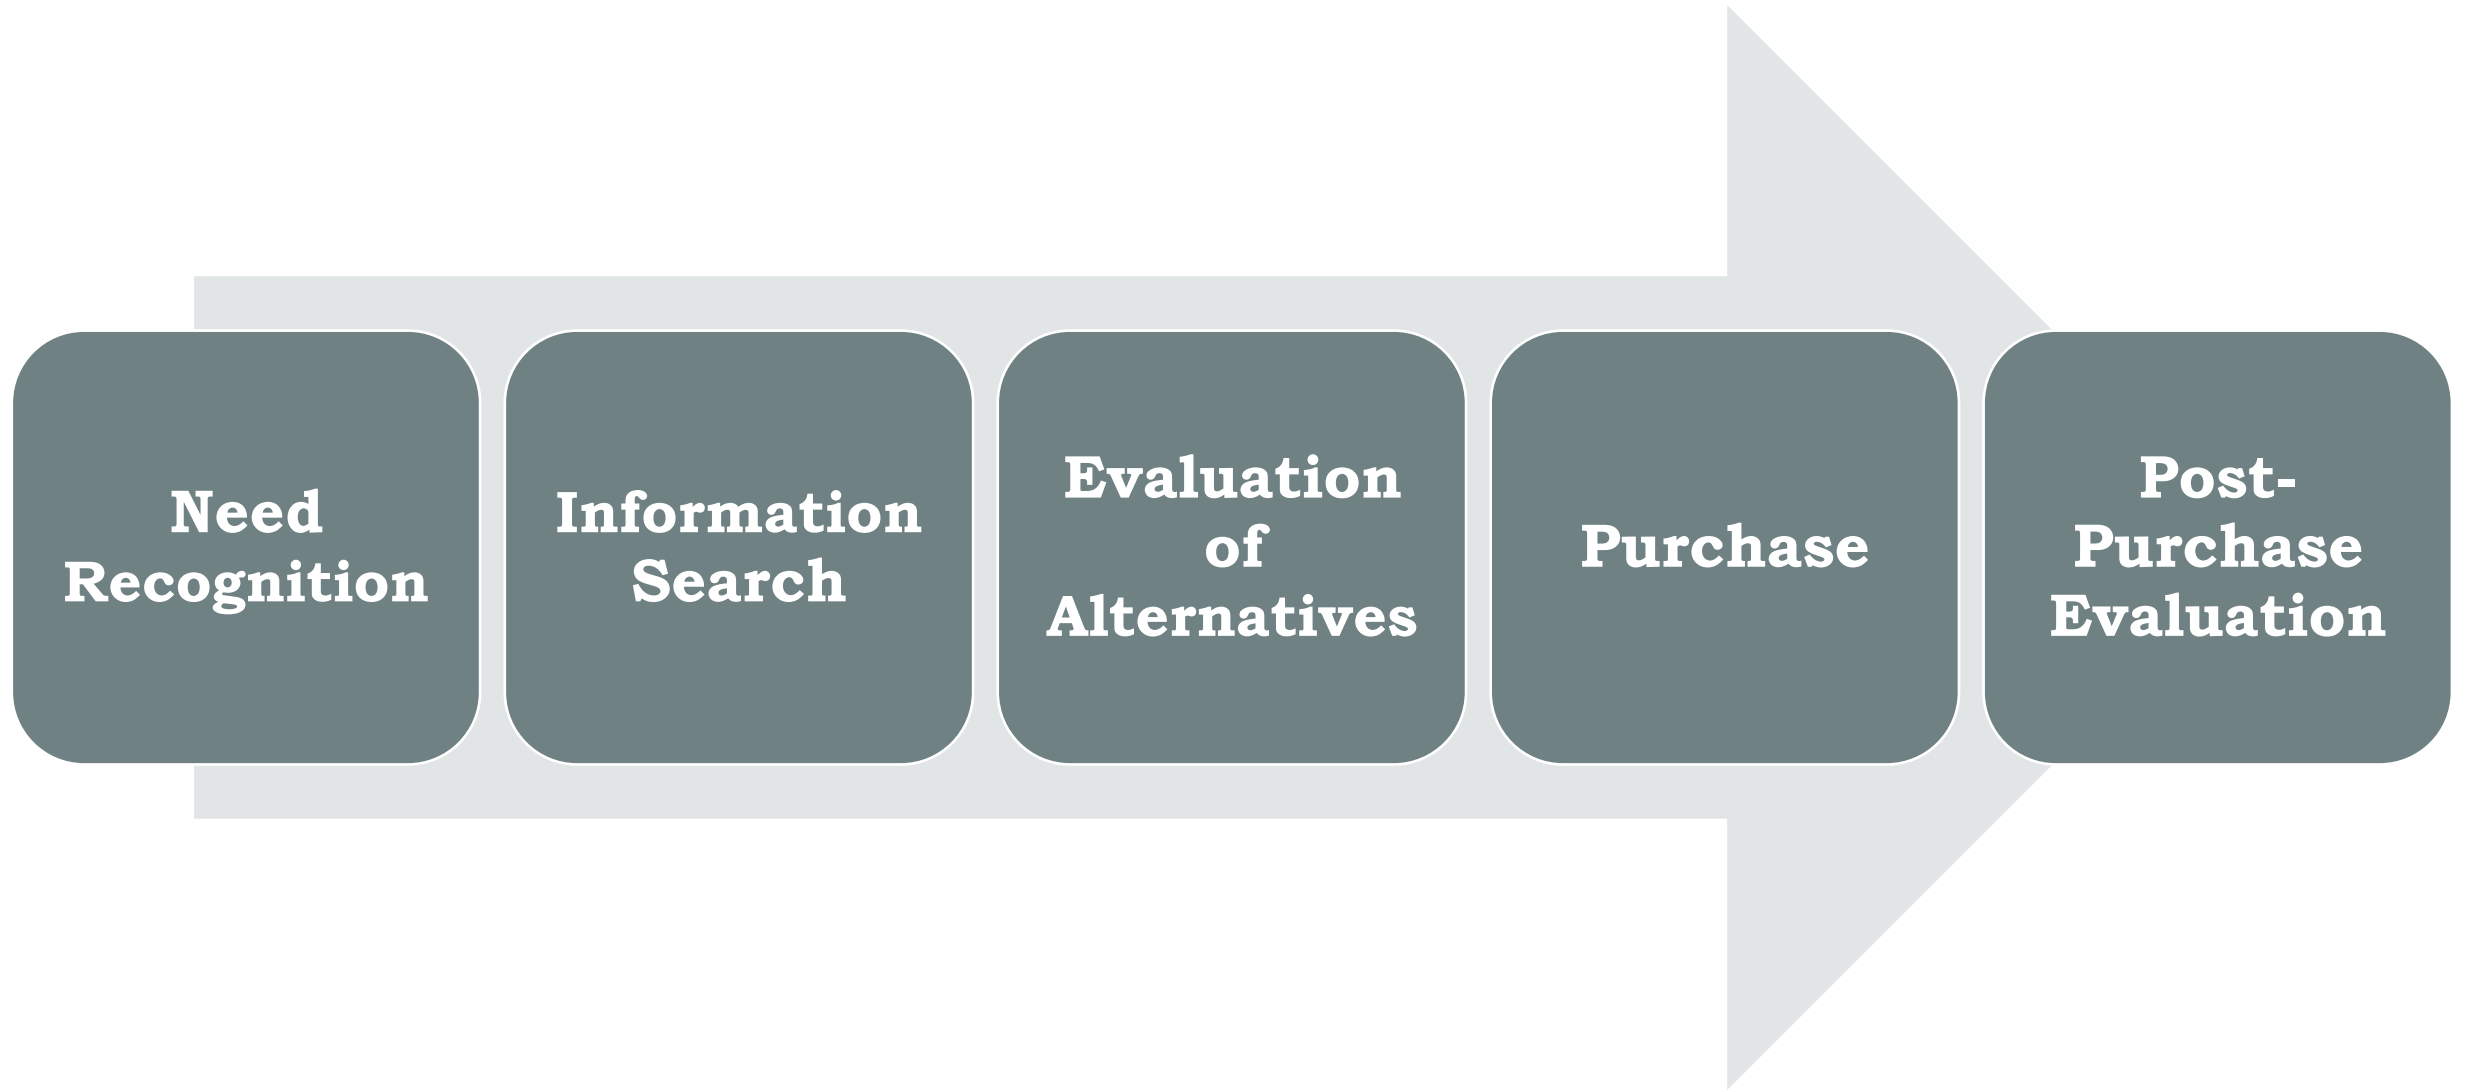 Need
Recognition
Information
Search
Evaluation
of
Alternatives
Purchase
Post-
Purchase
Evaluation